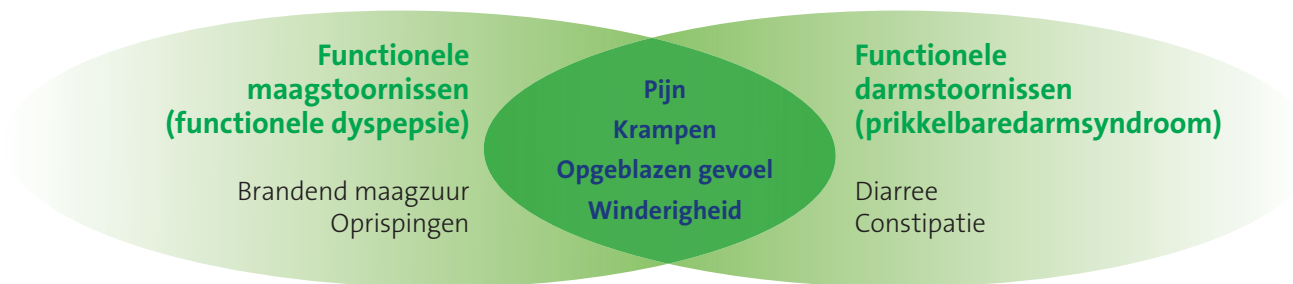 Functionele
maagstoornissen
(functionele dyspepsie)
Brandend maagzuur
Oprispingen
Pijn
Krampen
Opgeblazen gevoel
Winderigheid
Functionele
darmstoornissen
(prikkelbaredarmsyndroom)
Diarree
Constipatie